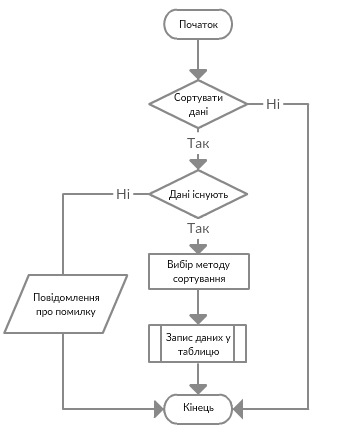 Початок
Сортувати
дані
Ні
Так
Дані існують
Ні
Так
Вибір методу
сортування
Повідомлення
про помилку
Запис даних у
таблицю
Кінець